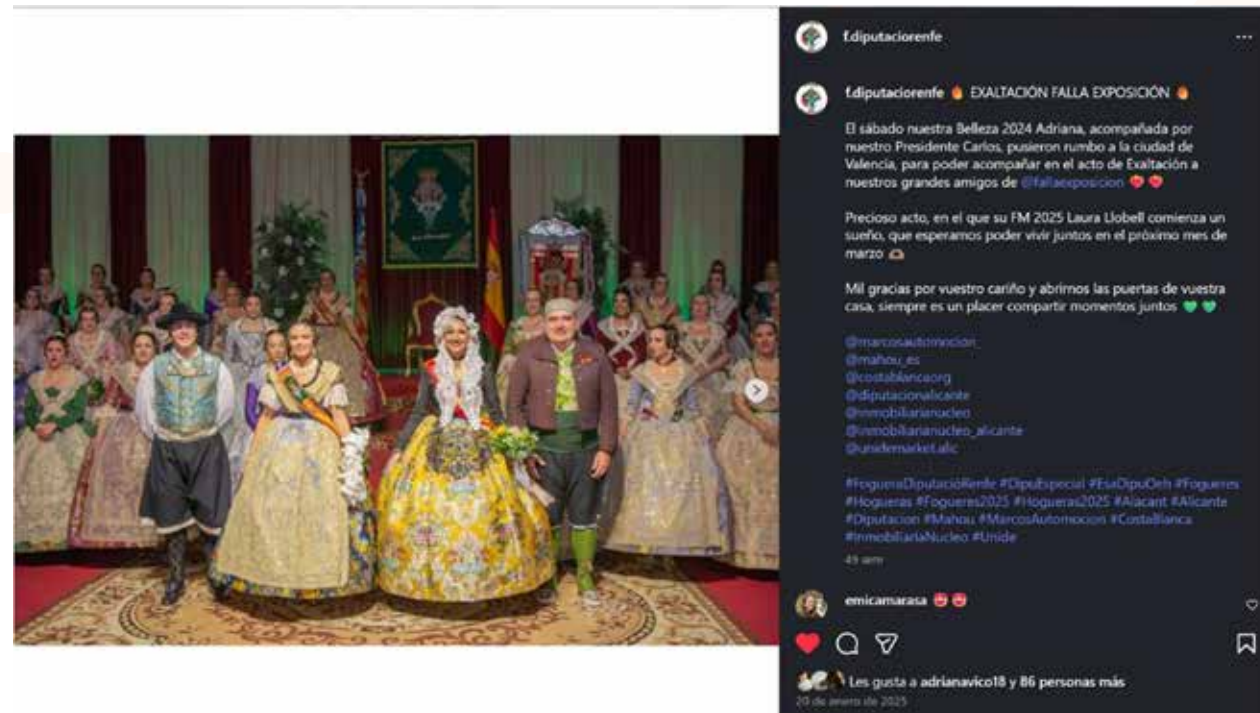 f.diputaciorenfe
f.diputaciorenfe 🔥 EXALTACIÓN FALLA EXPOSICIÓN 🔥
El sábado nuestra Belleza 2024 Adriana, acompañada por
nuestro Presidente Carlos, pusieron rumbo a la ciudad de
Valencia, para poder acompañar en el acto de Exaltación a
nuestros grandes amigos de @fallaexposicion ❤️ ❤️
Precioso acto, en el que su FM 2025 Laura Llobell comienza un
sueño, que esperamos poder vivir juntos en el próximo mes de
marzo 🫶🏽
Mil gracias por vuestro cariño y abrirnos las puertas de vuestra
casa, siempre es un placer compartir momentos juntos 💚 💚
@marcosautomocion_
@mahou_es
@costablancaorg
@diputacionalicante
@inmobiliarianucleo
@inmobiliarianucleo_alicante
@unidemarket.alic
#FogueraDiputacióRenfe #DipuEspecial #EsaDipuOeh #Fogueres
#Hogueras #Fogueres2025 #Hogueras2025 #Alacant #Alicante
#Diputacion #Mahou #MarcosAutomocion #CostaBlanca
#InmobiliariaNucleo #Unide
49 sem
emicamarasa 😍 😍
Les gusta a adrianavico18 y 86 personas más
20 de enero de 2025